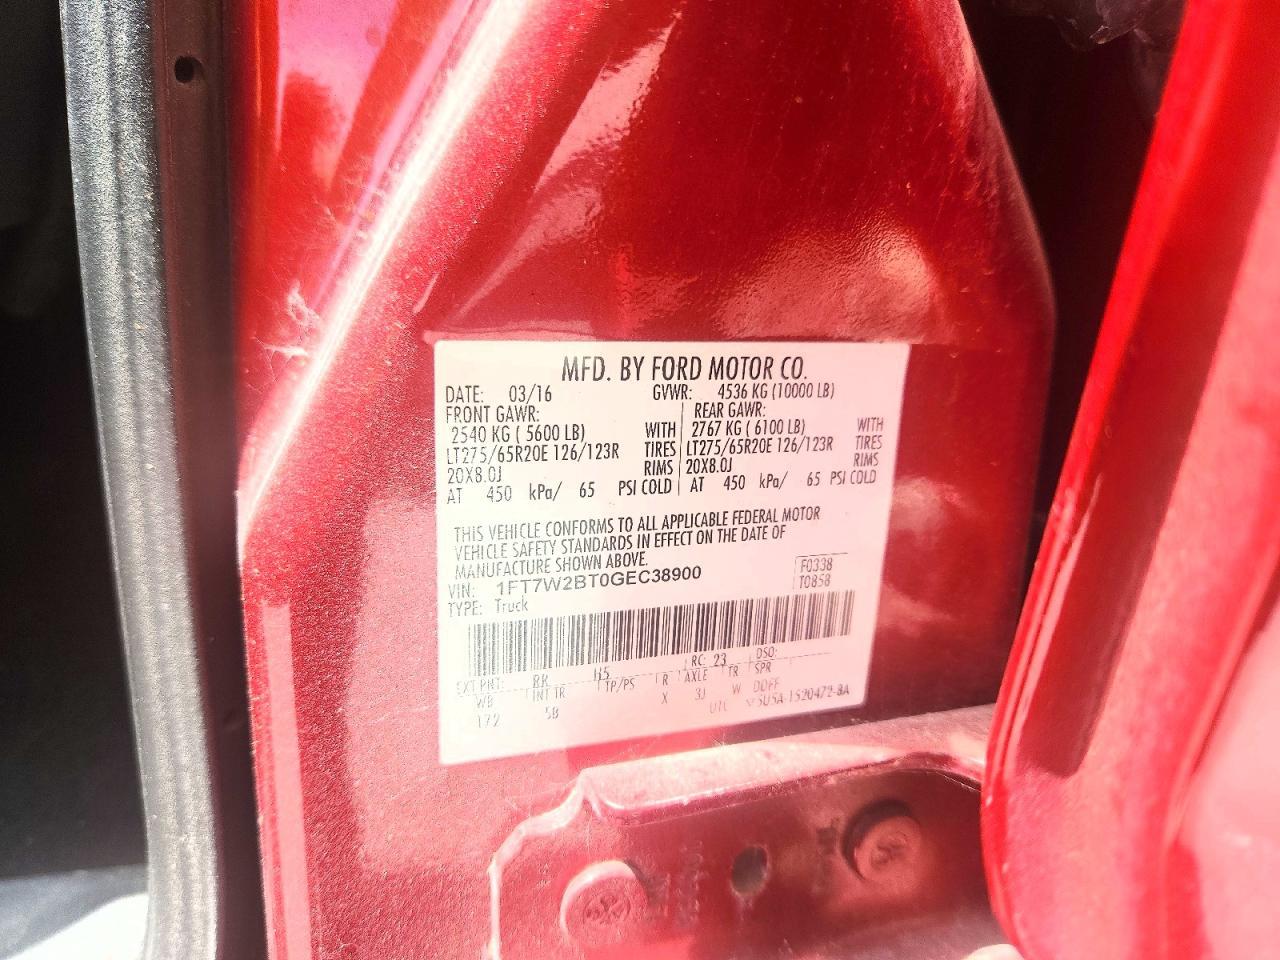 MFD. BY FORD MOTOR CO.
DATE: 03/16 GVWR: 4536 KG (10000 LB)
FRONT GAWR: REAR GAWR:
2540 KG ( 5600 LB) WITH 2767 KG ( 6100 LB) WITH
LT275/65R20E 126/123R TIRES LT275/65R20E 126/123R TIRES
20X8.0J RIMS 20X8.0J RIMS
AT 450 kPa/ 65 PSI COLD AT 450 kPa/ 65 PSI COLD
THIS VEHICLE CONFORMS TO ALL APPLICABLE FEDERAL MOTOR
VEHICLE SAFETY STANDARDS IN EFFECT ON THE DATE OF
MANUFACTURE SHOWN ABOVE.
VIN: 1FT7W2BT0GEC38900 F0338
TYPE: Truck T0858
EXT PNT: RR H5 RC: 23 DSO:
WB INT TR TP/PS R AXLE TR SPR
172 5B X 3J W DDFF
UTC 5U5A-1520472-BA